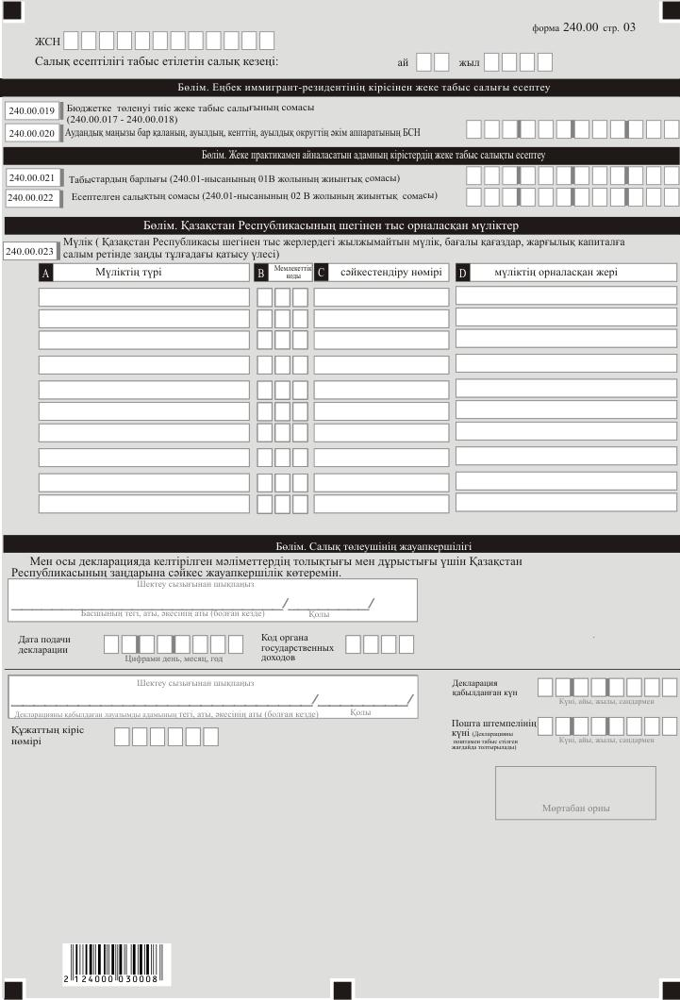 форма 240.00 стр. 03
ЖСН
Салық есептілігі табыс етілетін салық кезеңі: ай жыл
Бөлім. Еңбек иммигрант-резидентінің кірісінен жеке табыс салығы есептеу
240.00.019 Бюджетке төленуі тиіс жеке табыс салығының сомасы
(240.00.017 - 240.00.018)
240.00.020 Аудандық маңызы бар қаланың, ауылдың, кенттің, ауылдық округтің әкім аппаратының БСН
Бөлім. Жеке практикамен айналасатын адамның кірістердің жеке табыс салықты есептеу
240.00.021 Табыстардың барлығы (240.01-нысанының 01В жолының жиынтық сомасы)
240.00.022 Есептелген салықтың сомасы (240.01-нысанының 02 В жолының жиынтық сомасы)
Бөлім. Қазақстан Республикасының шегінен тыс орналасқан мүліктер
240.00.023 Мүлік ( Қазақстан Республикасы шегінен тыс жерлердегі жылжымайтын мүлік, бағалы қағаздар, жарғылық капиталға
салым ретінде заңды тұлғадағы қатысу үлесі)
A Мүліктің түрі B Мемлекеттік C сәйкестендіру нөмірі D мүліктің орналасқан жері
коды
Бөлім. Салық төлеушінің жауапкершілігі
Мен осы декларацияда келтірілген мәліметтердің толықтығы мен дұрыстығы үшін Қазақстан
Республикасының заңдарына сәйкес жауапкершілік көтеремін.
Шектеу сызығынан шықпаңыз
/ /
Басшының тегі, аты, әкесінің аты (болған кезде) Қолы
Дата подачи
декларации
Цифрами день, месяц, год
Код органа
государственных
доходов
Шектеу сызығынан шықпаңыз
/ /
Декларацияны қабылдаған лауазымды адамының тегі, аты, әкесінің аты (болған кезде) Қолы
Декларация
қабылданған күн
Күні, айы, жылы, сандармен
Құжаттың кіріс
нөмірі
Пошта штемпелінің
күні (Декларацияны
поштамен табыс етілген
жағдайда толтырылады)
Күні, айы, жылы, сандармен
Мөртабан орны
2 124000 030008